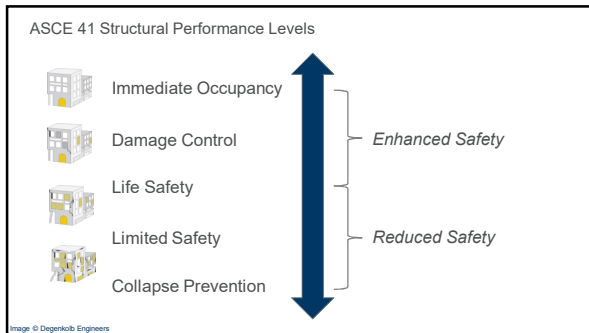 ASCE 41 Structural Performance Levels
Immediate Occupancy
Damage Control
Enhanced Safety
Life Safety
Limited Safety
Reduced Safety
Collapse Prevention
Image © Degenkolb Engineers